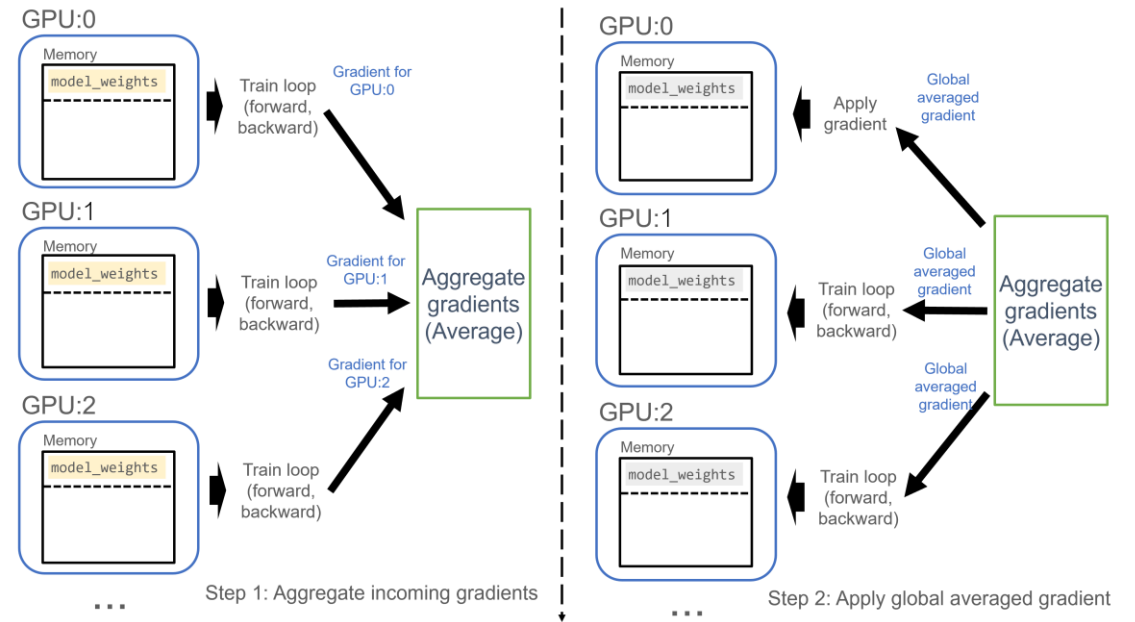 GPU:0
Memory
model_weights
Train loop
(forward,
backward)
Gradient for
GPU:0
GPU:1
Memory
model_weights
Train loop
(forward,
backward)
Gradient for
GPU:1
Aggregate
gradients
(Average)
Gradient for
GPU:2
GPU:2
Memory
model_weights
Train loop
(forward,
backward)
...
Step 1: Aggregate incoming gradients
GPU:0
Memory
model_weights
Apply
gradient
Global
averaged
gradient
GPU:1
Memory
model_weights
Train loop
(forward,
backward)
Global
averaged
gradient
Aggregate
gradients
(Average)
Global
averaged
gradient
GPU:2
Memory
model_weights
Train loop
(forward,
backward)
...
Step 2: Apply global averaged gradient